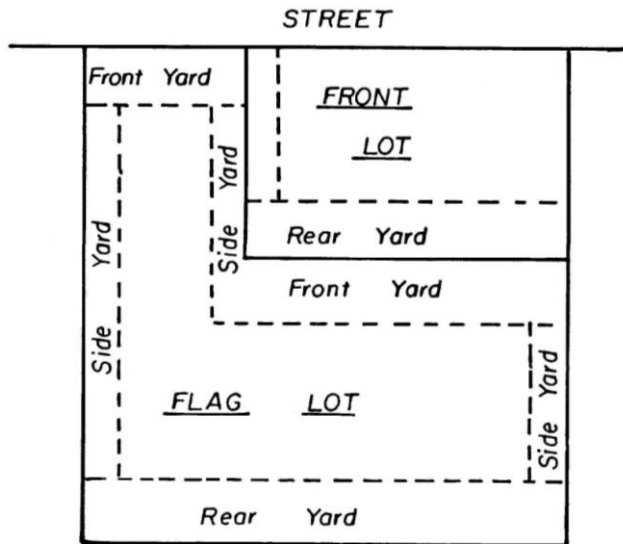 STREET
Front Yard
FRONT
LOT
Side Yard
Side Yard
Rear Yard
Front Yard
Side Yard
FLAG LOT
Rear Yard